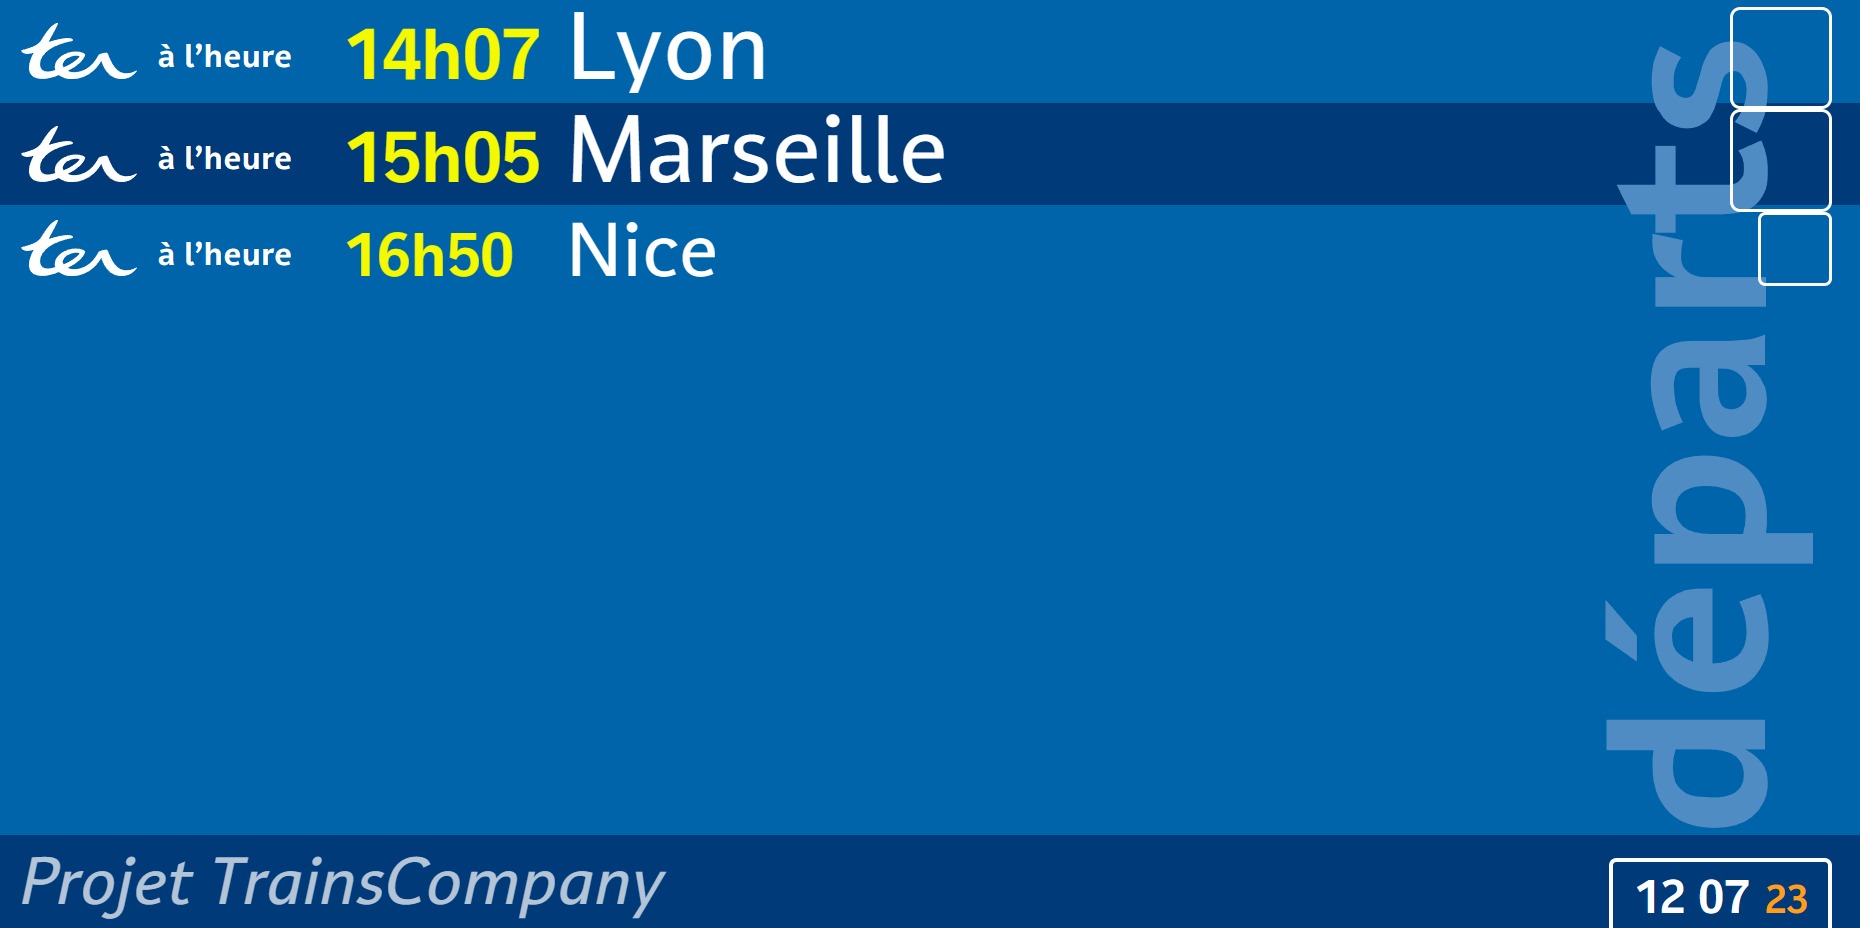 ter à l’heure 14h07 Lyon
ter à l’heure 15h05 Marseille
ter à l’heure 16h50 Nice
départs
Projet TrainsCompany
12 07 23